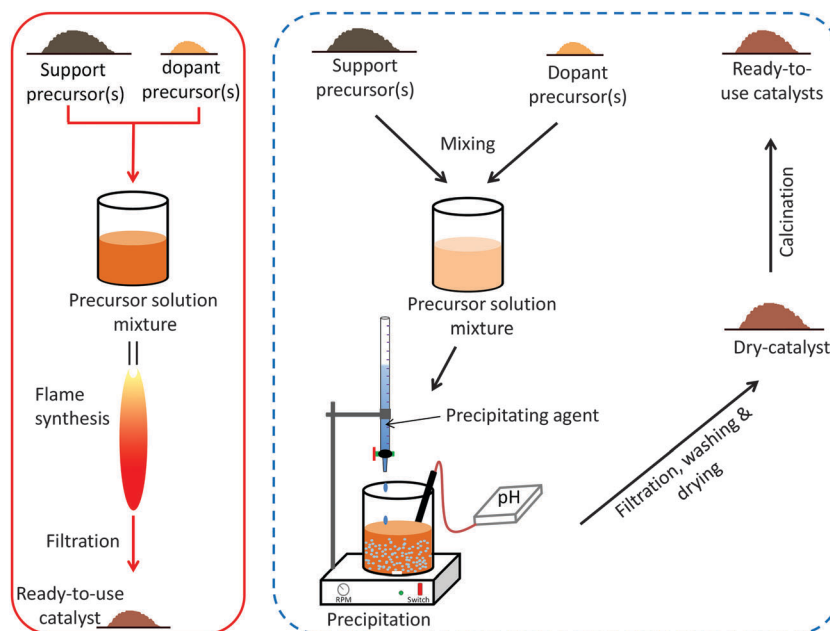 Support
precursor(s)
dopant
precursor(s)
Precursor solution
mixture
Flame
synthesis
Filtration
Ready-to-use
catalyst
Support
precursor(s)
Dopant
precursor(s)
Mixing
Precursor solution
mixture
Precipitating agent
pH
RPM
Switch
Precipitation
Filtration, washing &
drying
Dry-catalyst
Calcination
Ready-to-
use catalysts